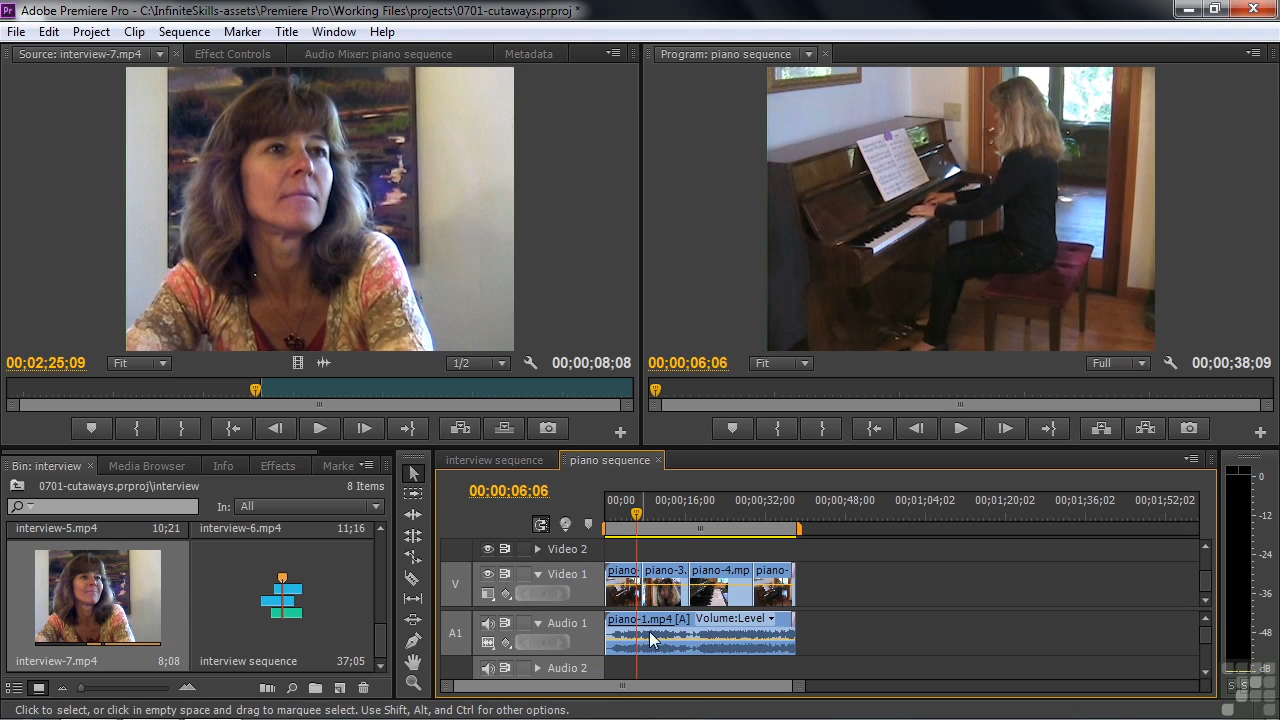 Pr Adobe Premiere Pro - C:\InfiniteSkills-assets\Premiere Pro\Working Files\projects\0701-cutaways.prproj *
File Edit Project Clip Sequence Marker Title Window Help
Source: interview-7.mp4 Effect Controls Audio Mixer: piano sequence Metadata
Program: piano sequence
00;02;25;09 Fit 1/2 00;00;08;08
00;00;06;06 Fit Full 00;00;38;09
Bin: interview Media Browser Info Effects Marke
0701-cutaways.prproj\interview 8 Items
In: All
interview-5.mp4 10;21 interview-6.mp4 11;16
interview-7.mp4 8;08 interview sequence 37;05
interview sequence piano sequence
00;00;06;06
00;00 00;00;16;00 00;00;32;00 00;00;48;00 00;01;04;02 00;01;20;02 00;01;36;02 00;01;52;02
Video 2
V Video 1 piano- piano-3. piano-4.mp piano-
A1 Audio 1 piano-1.mp4 [A] Volume:Level
Audio 2
0
-12
-24
-36
-48
dB
S S
Click to select, or click in empty space and drag to marquee select. Use Shift, Alt, and Ctrl for other options.